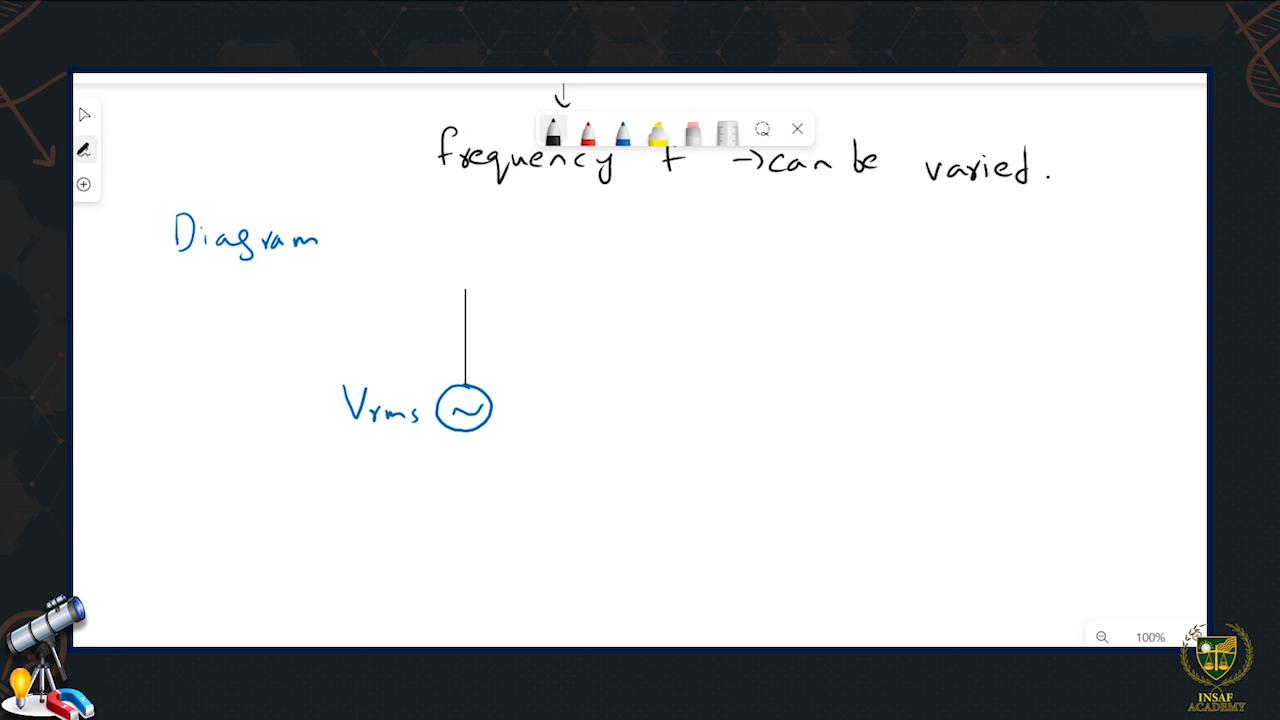 frequency f → can be varied.
Diagram
Vrms ~
100%
INSAF
ACADEMY